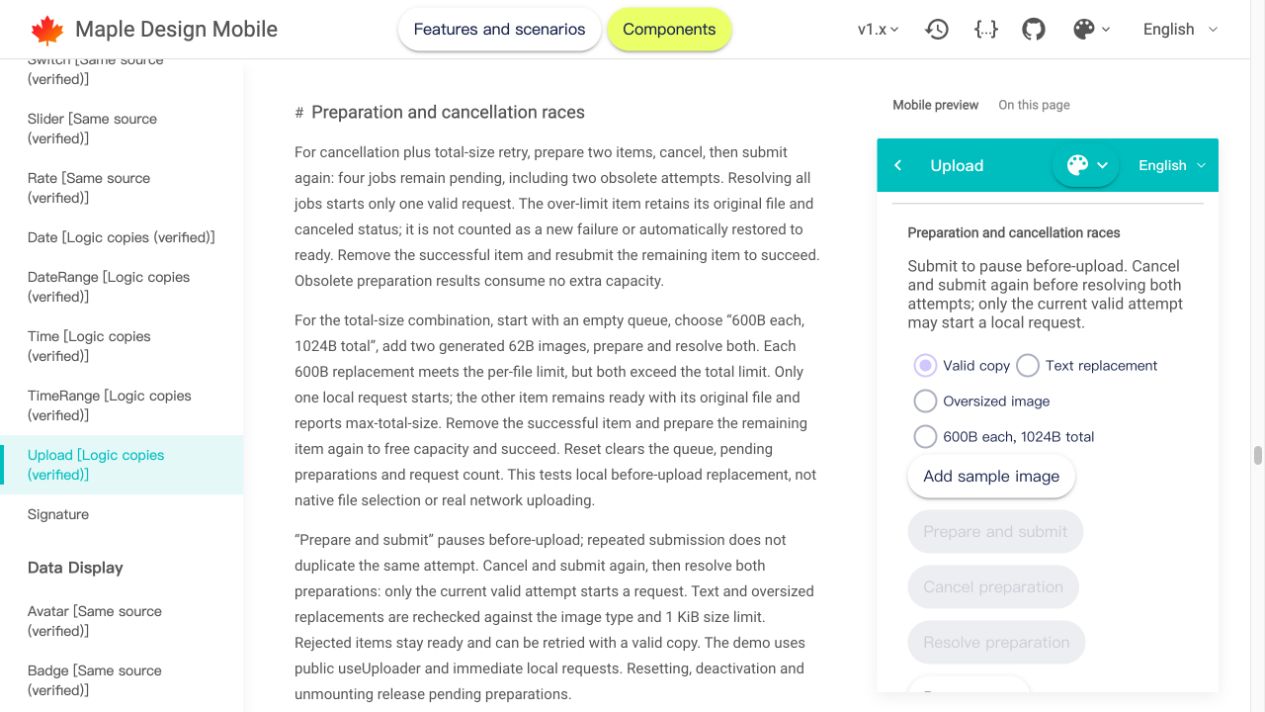 Maple Design Mobile
Features and scenarios
Components
v1.x
{...}
English
Switch [Same source
(verified)]
Slider [Same source
(verified)]
Rate [Same source
(verified)]
Date [Logic copies (verified)]
DateRange [Logic copies
(verified)]
Time [Logic copies
(verified)]
TimeRange [Logic copies
(verified)]
Upload [Logic copies
(verified)]
Signature
Data Display
Avatar [Same source
(verified)]
Badge [Same source
(verified)]
# Preparation and cancellation races
For cancellation plus total-size retry, prepare two items, cancel, then submit
again: four jobs remain pending, including two obsolete attempts. Resolving all
jobs starts only one valid request. The over-limit item retains its original file and
canceled status; it is not counted as a new failure or automatically restored to
ready. Remove the successful item and resubmit the remaining item to succeed.
Obsolete preparation results consume no extra capacity.
For the total-size combination, start with an empty queue, choose “600B each,
1024B total”, add two generated 62B images, prepare and resolve both. Each
600B replacement meets the per-file limit, but both exceed the total limit. Only
one local request starts; the other item remains ready with its original file and
reports max-total-size. Remove the successful item and prepare the remaining
item again to free capacity and succeed. Reset clears the queue, pending
preparations and request count. This tests local before-upload replacement, not
native file selection or real network uploading.
“Prepare and submit” pauses before-upload; repeated submission does not
duplicate the same attempt. Cancel and submit again, then resolve both
preparations: only the current valid attempt starts a request. Text and oversized
replacements are rechecked against the image type and 1 KiB size limit.
Rejected items stay ready and can be retried with a valid copy. The demo uses
public useUploader and immediate local requests. Resetting, deactivation and
unmounting release pending preparations.
Mobile preview
On this page
Upload
English
Preparation and cancellation races
Submit to pause before-upload. Cancel
and submit again before resolving both
attempts; only the current valid attempt
may start a local request.
Valid copy
Text replacement
Oversized image
600B each, 1024B total
Add sample image
Prepare and submit
Cancel preparation
Resolve preparation